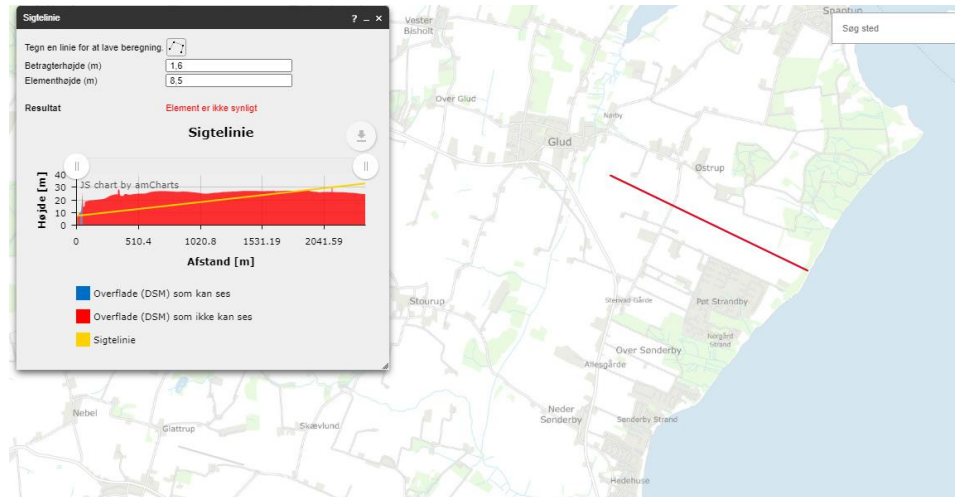 Sigtelinie
? – ×
Tegn en linie for at lave beregning.
Betragterhøjde (m) 1,6
Elementhøjde (m) 8,5
Resultat Element er ikke synligt
Sigtelinie
JS chart by amCharts
Højde [m]
40
30
20
10
0
0 510.4 1020.8 1531.19 2041.59
Afstand [m]
Overflade (DSM) som kan ses
Overflade (DSM) som ikke kan ses
Sigtelinie
Søg sted
Vester
Bisholt
Over Glud
Nørby
Glud
Østrup
Stourup
Pøt Strandby
Over Sønderby
Allesgårde
Neder
Sønderby
Sønderby Strand
Hedehuse
Nebel
Glattrup
Skævlund